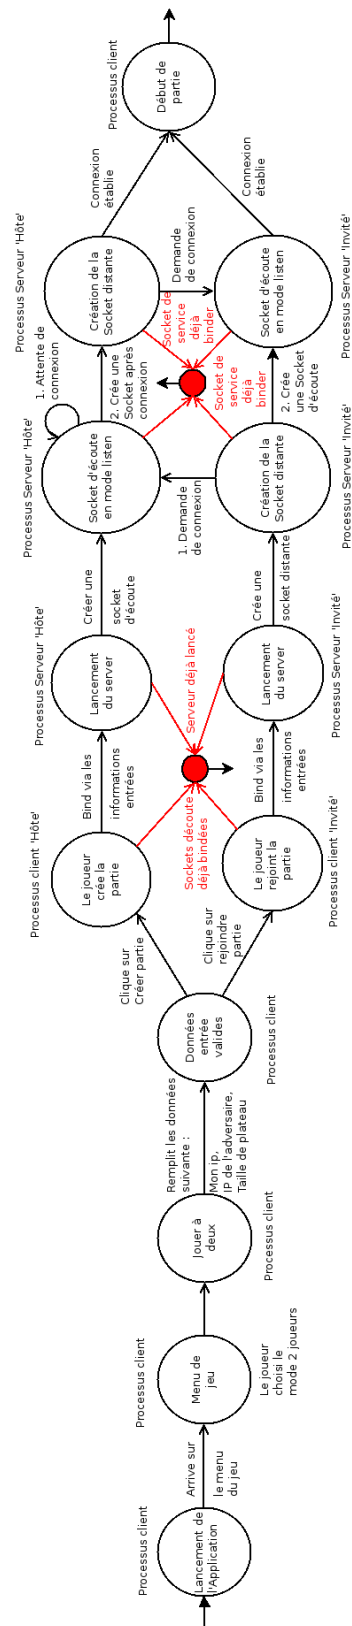 Processus client
Lancement de
l'Application
Arrive sur
le menu
du jeu
Processus client
Menu de
jeu
Le joueur
choisi le
mode 2 joueurs
Jouer à
deux
Processus client
Remplit les données
suivante :
Mon ip,
IP de l'adversaire,
Taille de plateau
Données
entrée
valides
Processus client
Clique sur
Créer partie
Clique sur
rejoindre
partie
Processus client 'Hôte'
Le joueur
crée la
partie
Bind via les
informations
entrées
Processus Serveur 'Hôte'
Lancement
du server
Créer une
socket
d'écoute
Sockets découte
déjà bindées
Serveur déjà lancé
Le joueur
rejoint la
partie
Processus client 'Invité'
Bind via les
informations
entrées
Lancement
du server
Processus Serveur 'Invité'
Crée une
socket distante
Processus Serveur 'Hôte'
Socket d'écoute
en mode listen
1. Attente de
connexion
2. Crée une
Socket après
connexion
1. Demande
de connexion
Création de la
Socket distante
Processus Serveur 'Invité'
2. Crée
une Socket
d'écoute
Processus Serveur 'Hôte'
Création de la
Socket distante
Socket de
service
déjà
binder
Socket de
service
déjà
binder
Demande
de connexion
Socket d'écoute
en mode listen
Processus Serveur 'Invité'
Connexion
établie
Connexion
établie
Processus client
Début de
partie